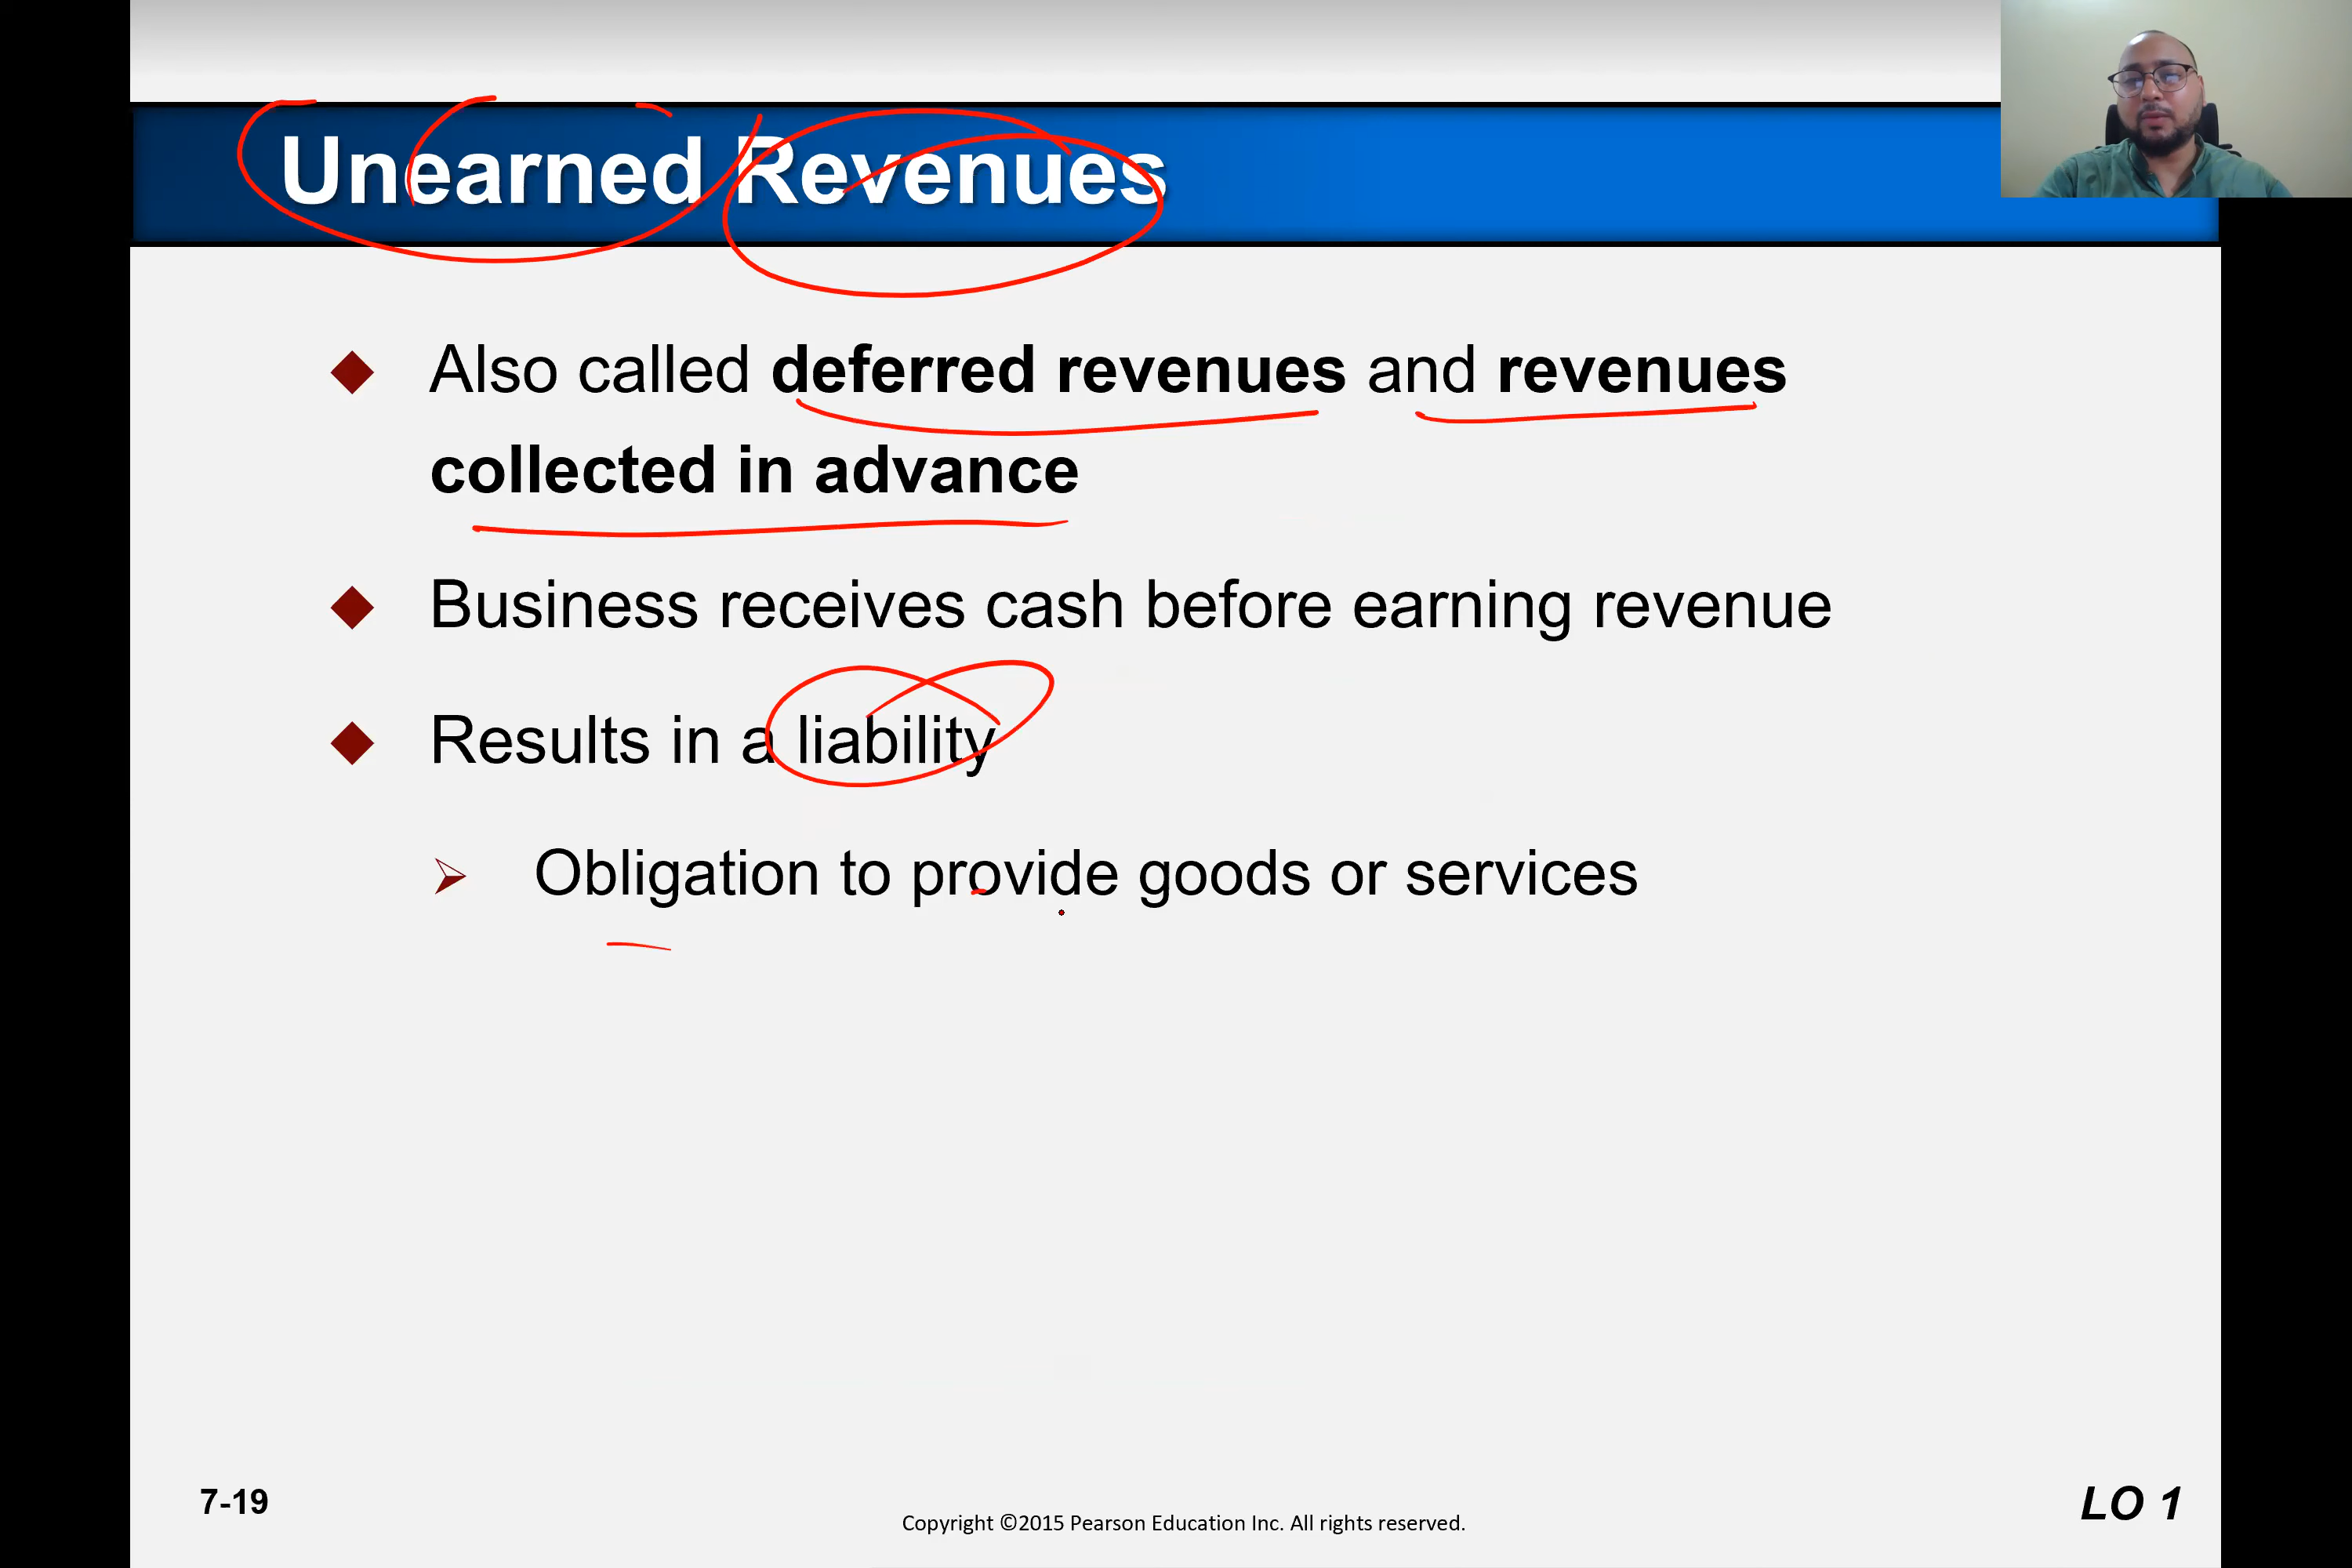 Unearned Revenues
Also called deferred revenues and revenues
collected in advance
Business receives cash before earning revenue
Results in a liability
Obligation to provide goods or services
7-19
Copyright ©2015 Pearson Education Inc. All rights reserved.
LO 1